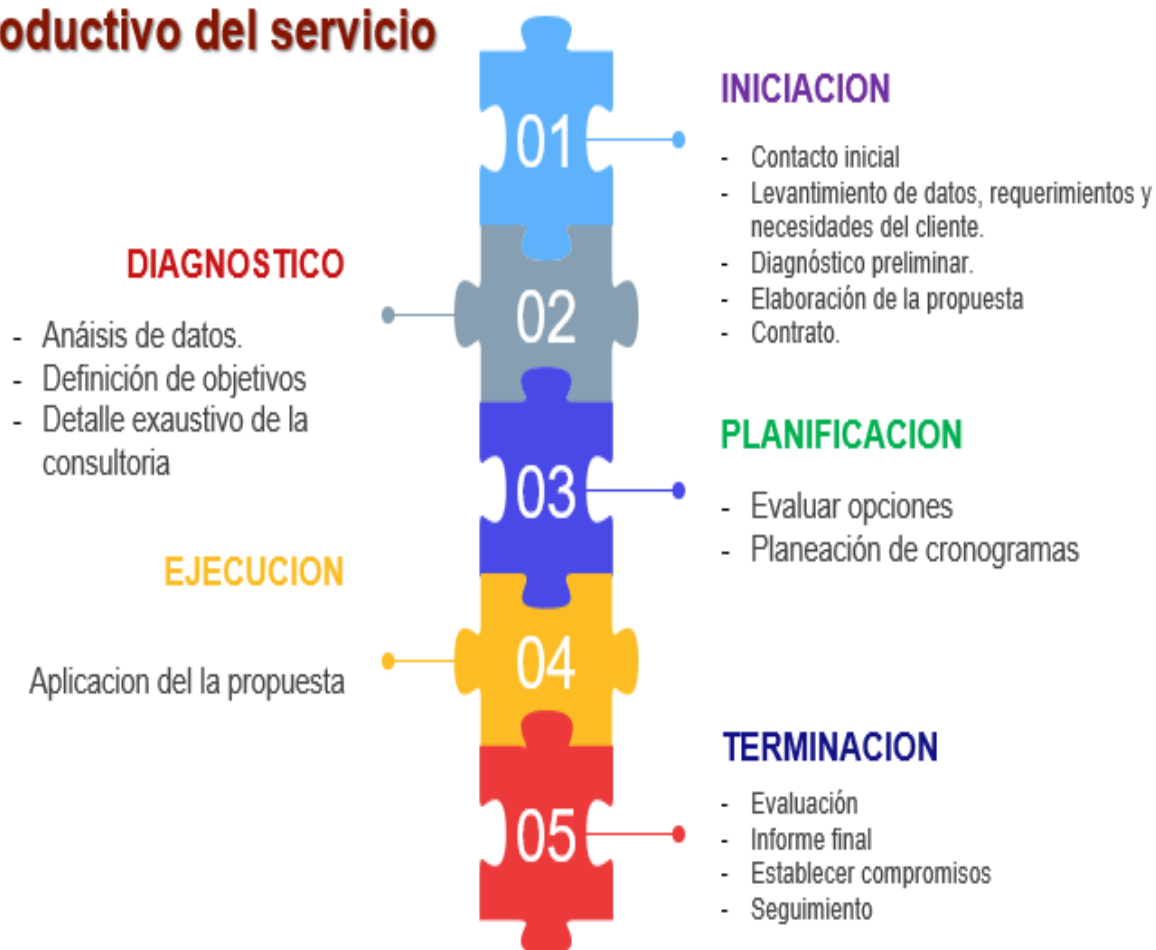 oductivo del servicio
01
INICIACION
- Contacto inicial
- Levantimiento de datos, requerimientos y
necesidades del cliente.
- Diagnóstico preliminar.
- Elaboración de la propuesta
- Contrato.
DIAGNOSTICO
02
- Anáisis de datos.
- Definición de objetivos
- Detalle exaustivo de la
consultoria
03
PLANIFICACION
- Evaluar opciones
- Planeación de cronogramas
EJECUCION
04
Aplicacion del la propuesta
05
TERMINACION
- Evaluación
- Informe final
- Establecer compromisos
- Seguimiento